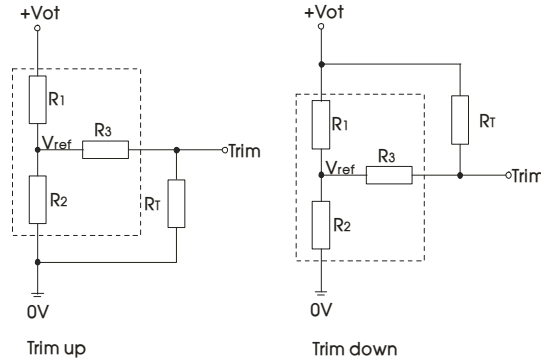 +Vot
R1
R3
Vref
Trim
R2
RT
0V
Trim up
+Vot
R1
RT
Vref
R3
Trim
R2
0V
Trim down